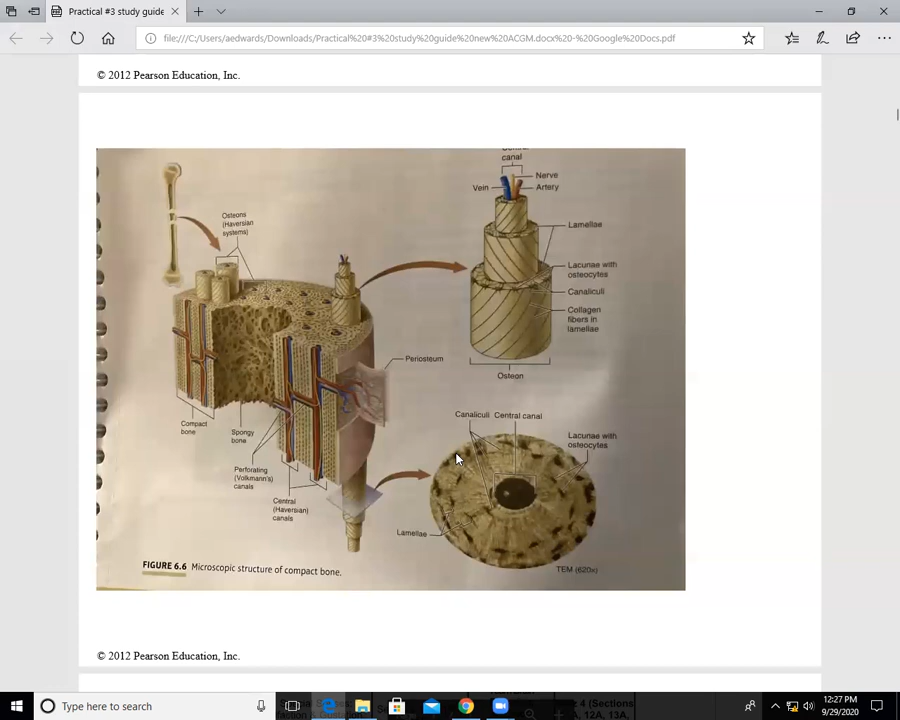 Practical #3 study guide
file:///C:/Users/aedwards/Downloads/Practical%20#3%20study%20guide%20new%20ACGM.docx%20-%20Google%20Docs.pdf
© 2012 Pearson Education, Inc.
canal
Nerve
Vein
Artery
Osteons
(Haversian
systems)
Lamellae
Lacunae with
osteocytes
Canaliculi
Collagen
fibers in
lamellae
Periosteum
Osteon
Compact
bone
Spongy
bone
Perforating
(Volkmann's)
canals
Central
(Haversian)
canals
Canaliculi
Central canal
Lacunae with
osteocytes
Lamellae
TEM (620x)
FIGURE 6.6 Microscopic structure of compact bone.
© 2012 Pearson Education, Inc.
Type here to search
12:27 PM
9/29/2020